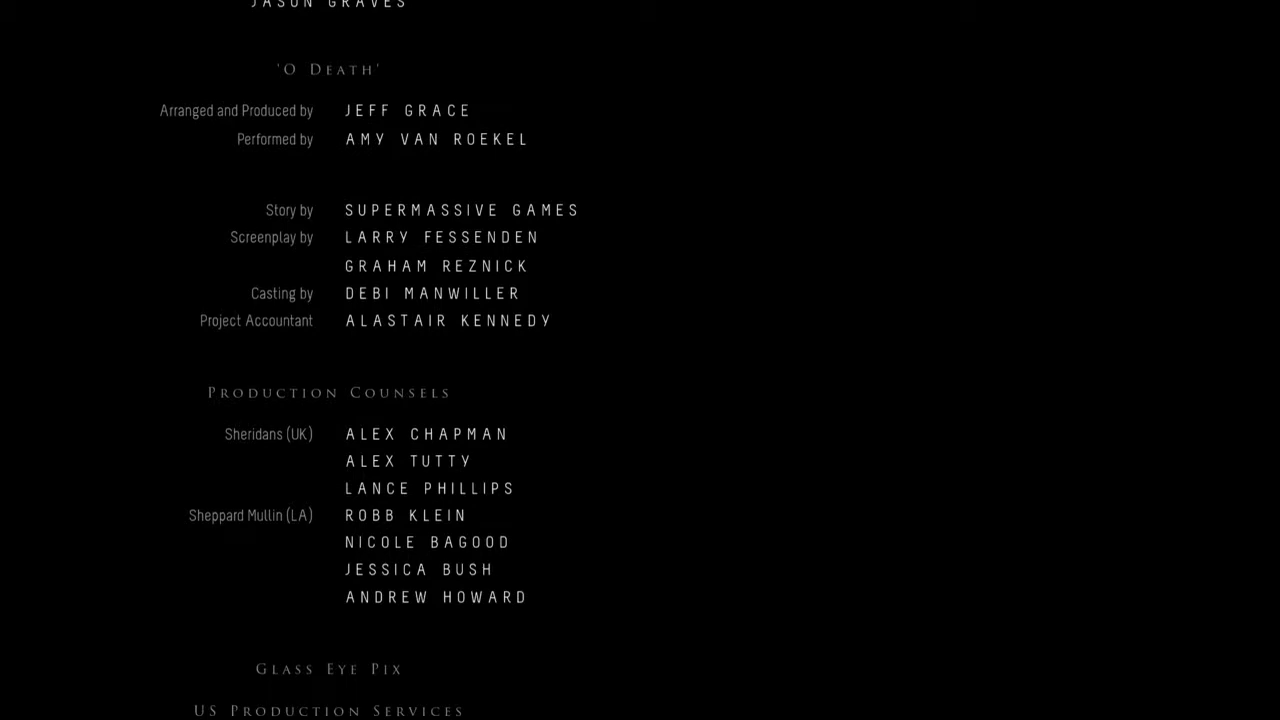 JASON GRAVES
'O DEATH'
Arranged and Produced by JEFF GRACE
Performed by AMY VAN ROEKEL
Story by SUPERMASSIVE GAMES
Screenplay by LARRY FESSENDEN
GRAHAM REZNICK
Casting by DEBI MANWILLER
Project Accountant ALASTAIR KENNEDY
PRODUCTION COUNSELS
Sheridans (UK) ALEX CHAPMAN
ALEX TUTTY
LANCE PHILLIPS
Sheppard Mullin (LA) ROBB KLEIN
NICOLE BAGOOD
JESSICA BUSH
ANDREW HOWARD
GLASS EYE PIX
US PRODUCTION SERVICES